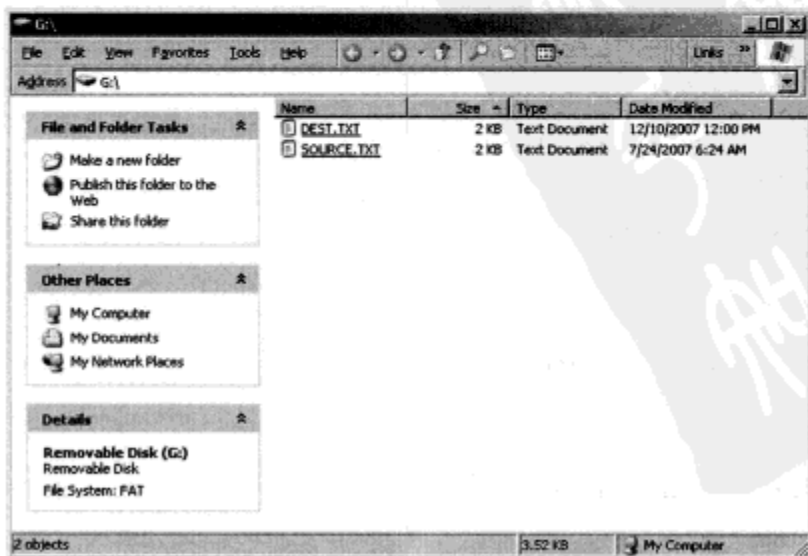 G:\
File Edit View Favorites Tools Help Links »
Address G:\
File and Folder Tasks
Make a new folder
Publish this folder to the Web
Share this folder
Other Places
My Computer
My Documents
My Network Places
Details
Removable Disk (G:)
Removable Disk
File System: FAT
Name Size Type Date Modified
DEST.TXT 2 KB Text Document 12/10/2007 12:00 PM
SOURCE.TXT 2 KB Text Document 7/24/2007 6:24 AM
2 objects 3.52 KB My Computer